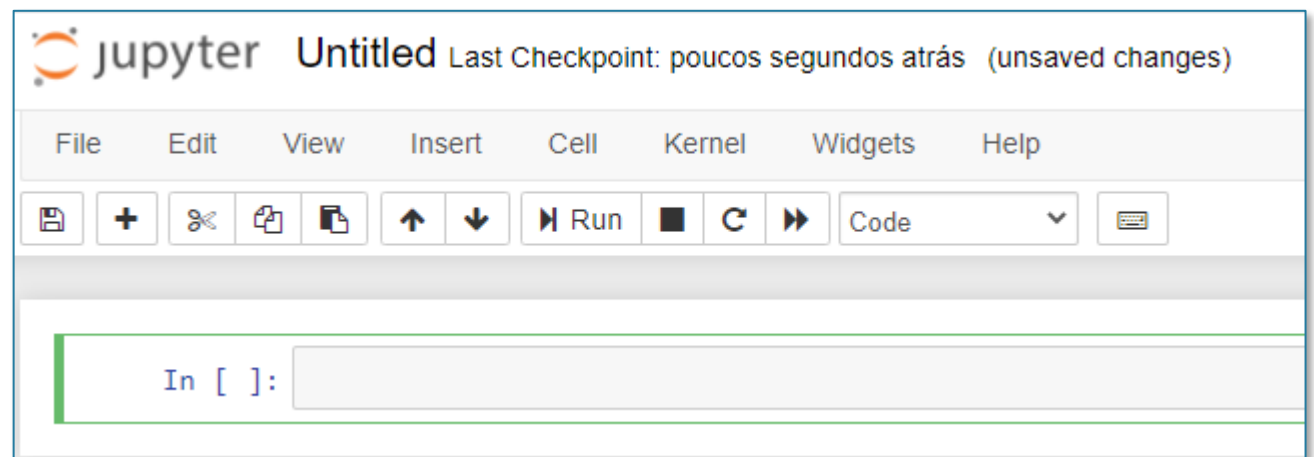 jupyter Untitled Last Checkpoint: poucos segundos atrás (unsaved changes)
File Edit View Insert Cell Kernel Widgets Help
Run Code
In [ ]: